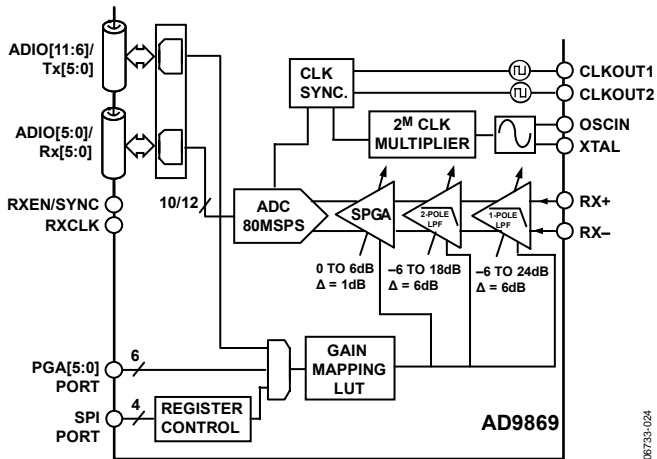 ADIO[11:6]/
Tx[5:0]
ADIO[5:0]/
Rx[5:0]
RXEN/SYNC
RXCLK
10/12
ADC
80MSPS
CLK
SYNC.
2M CLK
MULTIPLIER
CLKOUT1
CLKOUT2
OSCIN
XTAL
SPGA
2-POLE
LPF
1-POLE
LPF
RX+
RX–
0 TO 6dB
Δ = 1dB
–6 TO 18dB
Δ = 6dB
–6 TO 24dB
Δ = 6dB
PGA[5:0]
PORT
6
GAIN
MAPPING
LUT
SPI
PORT
4
REGISTER
CONTROL
AD9869
06733-024